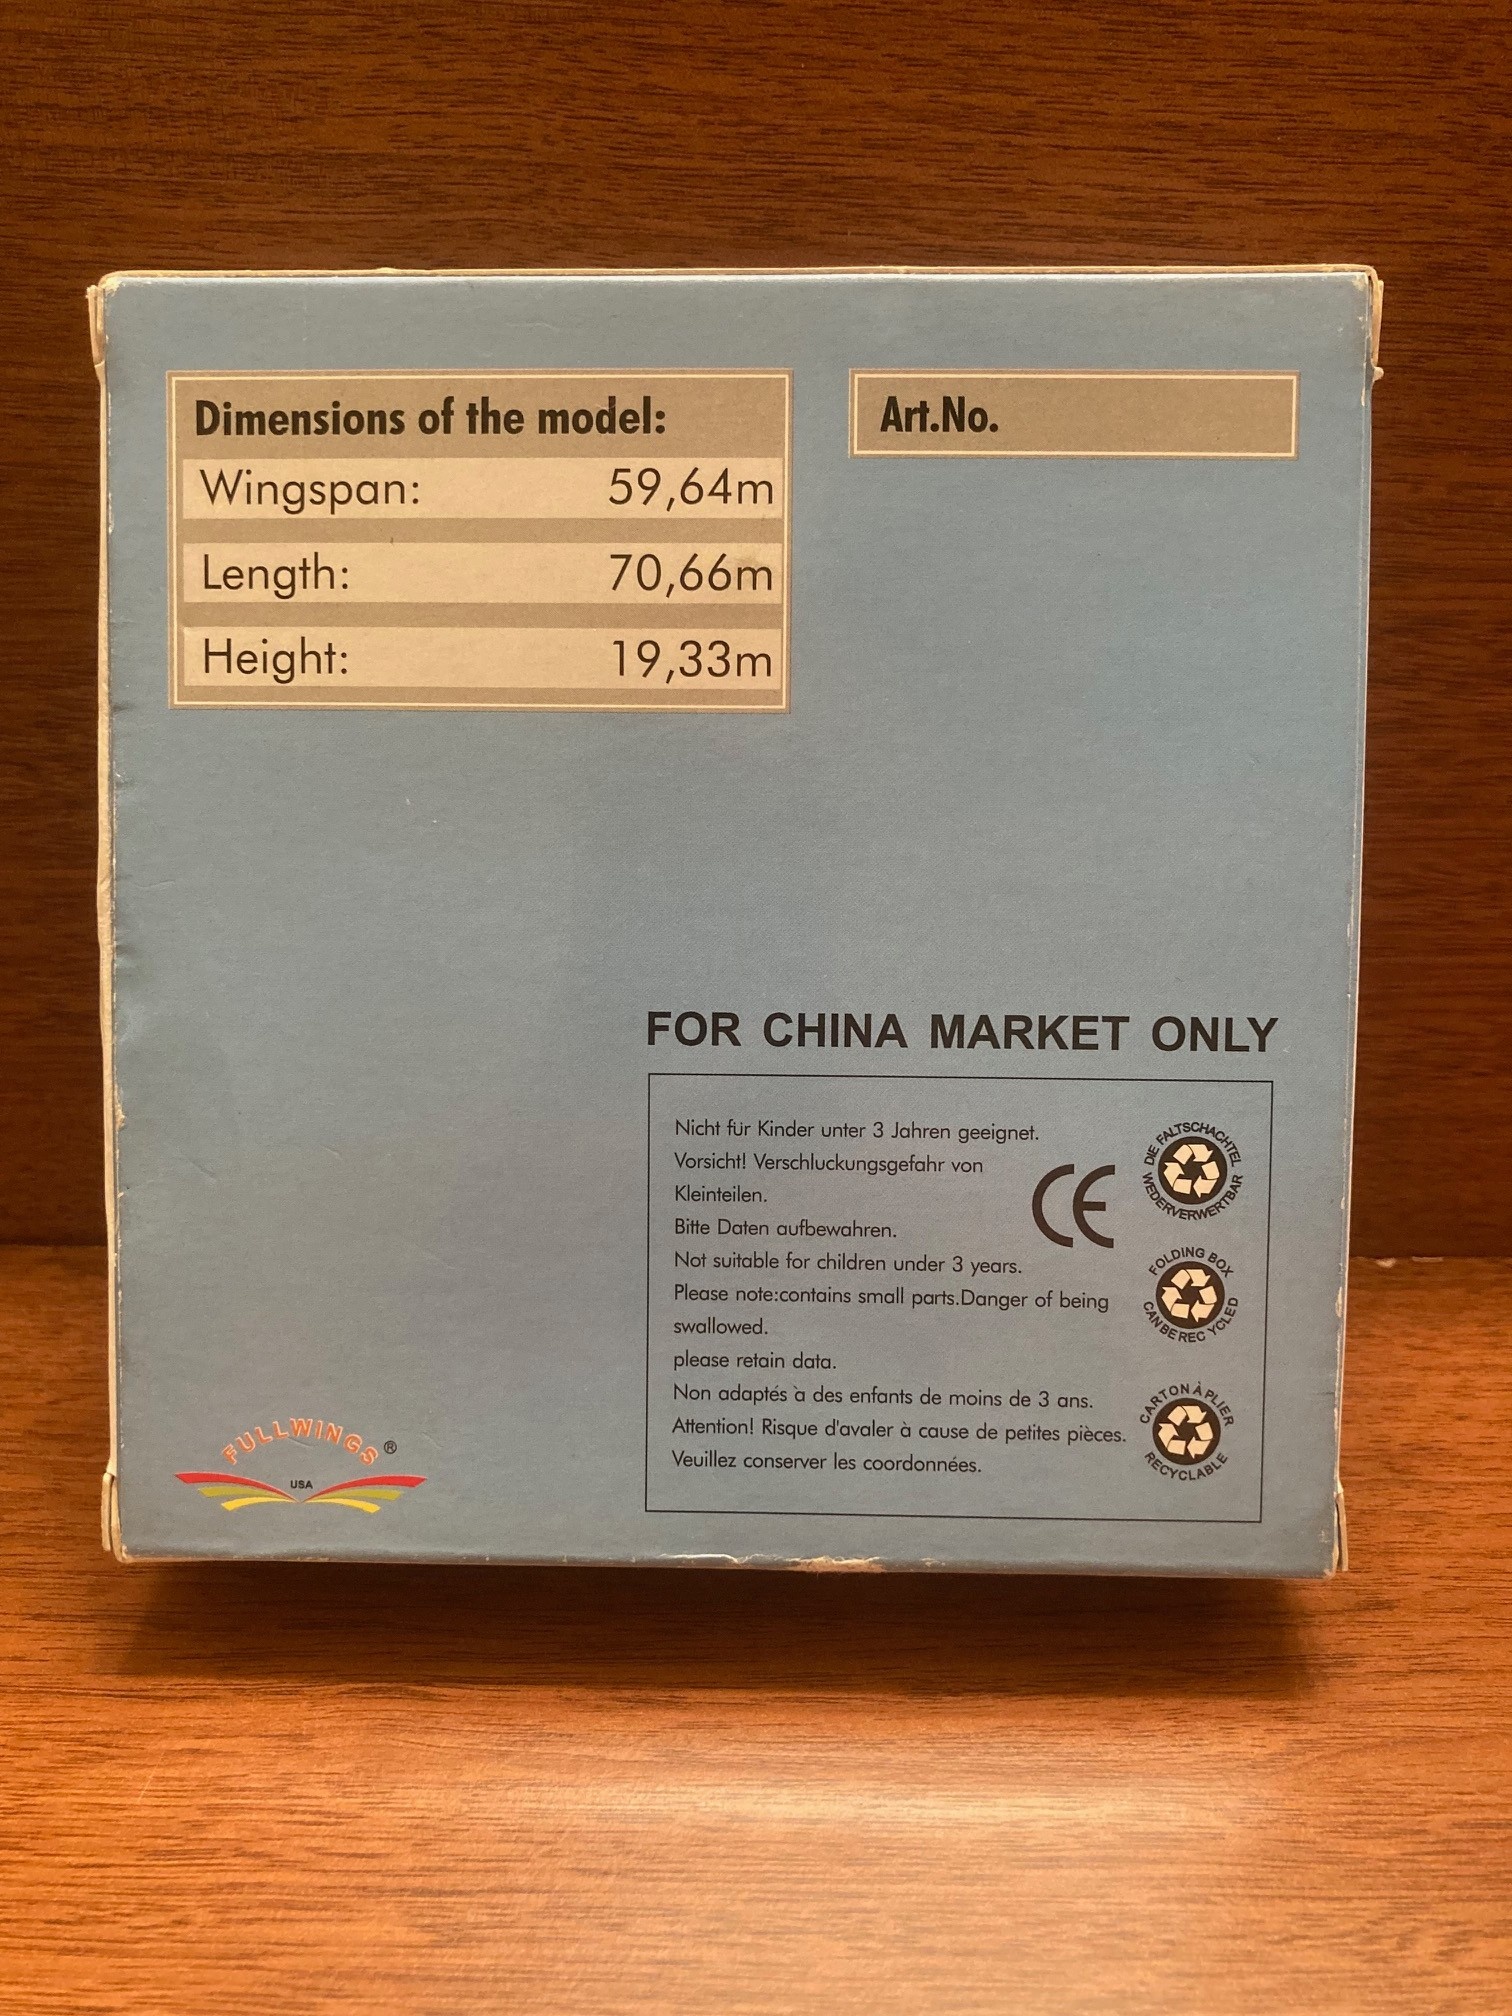 Dimensions of the model:
Wingspan: 59,64m
Length: 70,66m
Height: 19,33m
Art.No.
FOR CHINA MARKET ONLY
Nicht für Kinder unter 3 Jahren geeignet.
Vorsicht! Verschluckungsgefahr von
Kleinteilen.
Bitte Daten aufbewahren.
Not suitable for children under 3 years.
Please note:contains small parts.Danger of being
swallowed.
please retain data.
Non adaptés à des enfants de moins de 3 ans.
Attention! Risque d'avaler à cause de petites pièces.
Veuillez conserver les coordonnées.
CE
DIE FALTSCHACHTEL
WEDERVERWERTBAR
FOLDING BOX
CAN BE REC YCLED
CARTON À PLIER
RECYCLABLE
FULLWINGS ®
USA